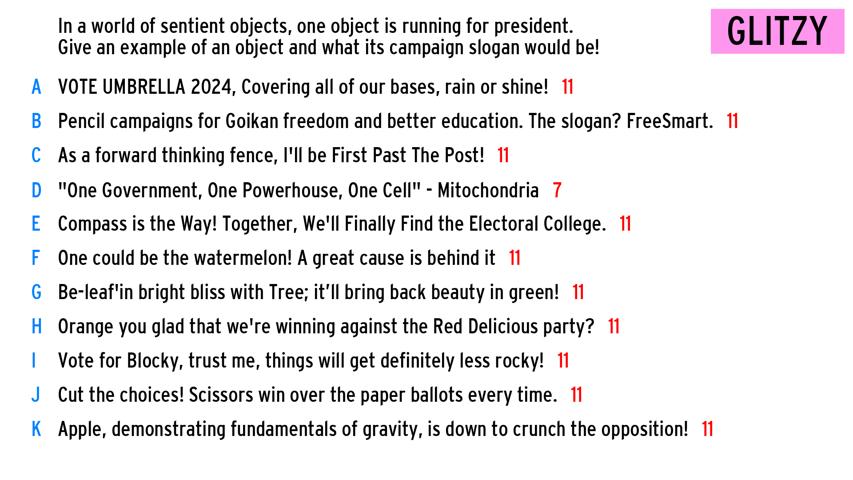 In a world of sentient objects, one object is running for president.
Give an example of an object and what its campaign slogan would be!
GLITZY
A VOTE UMBRELLA 2024, Covering all of our bases, rain or shine! 11
B Pencil campaigns for Goikan freedom and better education. The slogan? FreeSmart. 11
C As a forward thinking fence, I'll be First Past The Post! 11
D "One Government, One Powerhouse, One Cell" - Mitochondria 7
E Compass is the Way! Together, We'll Finally Find the Electoral College. 11
F One could be the watermelon! A great cause is behind it 11
G Be-leaf'in bright bliss with Tree; it’ll bring back beauty in green! 11
H Orange you glad that we're winning against the Red Delicious party? 11
I Vote for Blocky, trust me, things will get definitely less rocky! 11
J Cut the choices! Scissors win over the paper ballots every time. 11
K Apple, demonstrating fundamentals of gravity, is down to crunch the opposition! 11